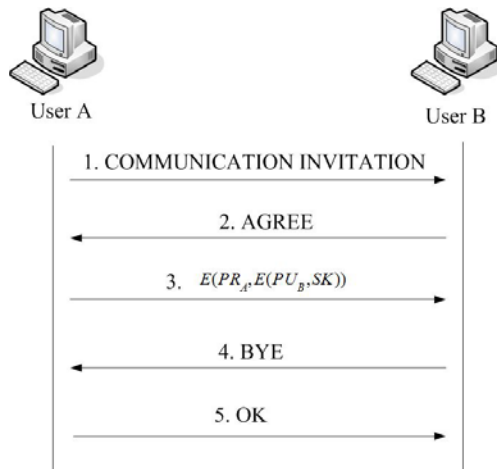 User A
User B
1. COMMUNICATION INVITATION
2. AGREE
3. E(PR_A,E(PU_B,SK))
4. BYE
5. OK